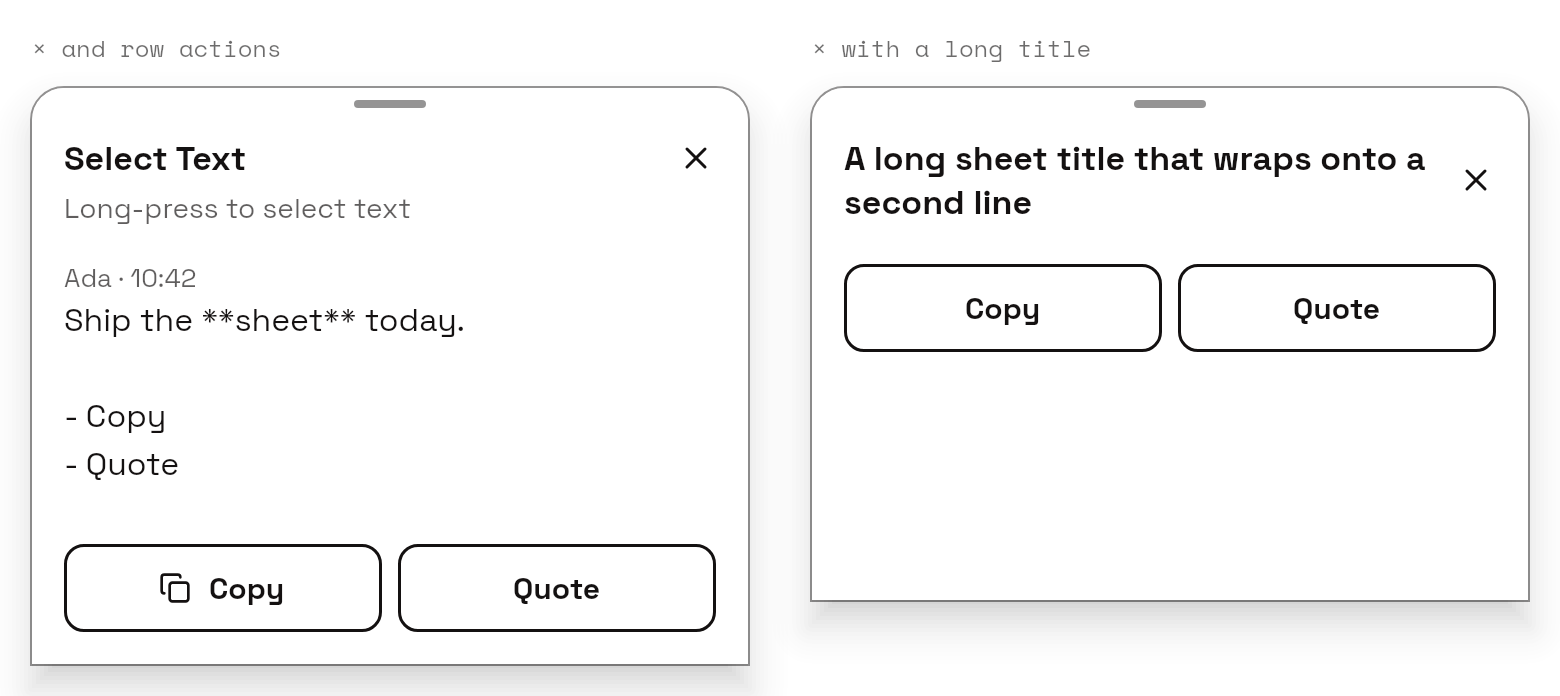 × and row actions
Select Text
Long-press to select text
Ada · 10:42
Ship the **sheet** today.
- Copy
- Quote
Copy
Quote
× with a long title
A long sheet title that wraps onto a
second line
Copy
Quote